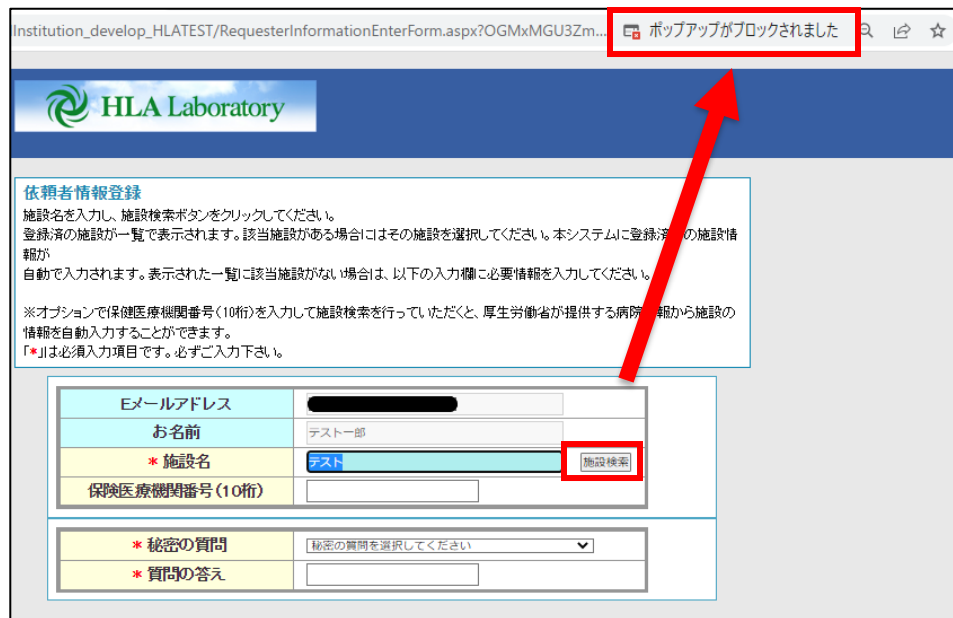 Institution_develop_HLATEST/RequesterInformationEnterForm.aspx?OGMxMGU3Zm...
ポップアップがブロックされました
HLA Laboratory
依頼者情報登録
施設名を入力し、施設検索ボタンをクリックしてください。
登録済の施設が一覧で表示されます。該当施設がある場合にはその施設を選択してください。本システムに登録済の施設情
報が
自動で入力されます。表示された一覧に該当施設がない場合は、以下の入力欄に必要情報を入力してください。
※オプションで保健医療機関番号(10桁)を入力して施設検索を行っていただくと、厚生労働省が提供する病院情報から施設の
情報を自動入力することができます。
「*」は必須入力項目です。必ずご入力下さい。
Eメールアドレス
お名前 テスト一郎
* 施設名 テスト 施設検索
保険医療機関番号(10桁)
* 秘密の質問 秘密の質問を選択してください
* 質問の答え